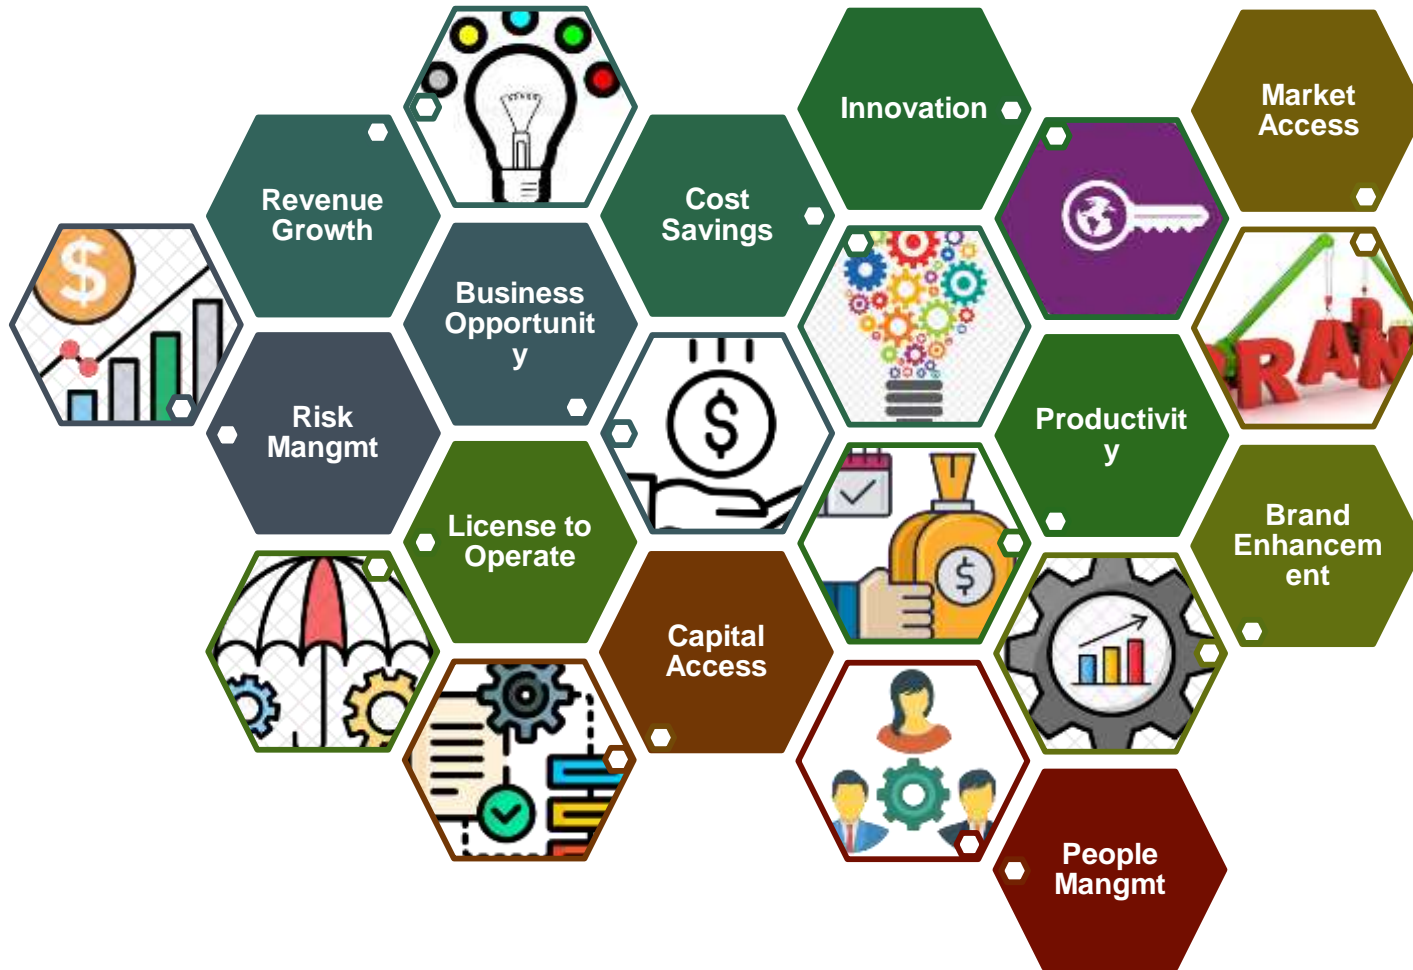 Innovation
Market
Access
Revenue
Growth
Cost
Savings
Business
Opportunit
y
$
BRAND
Risk
Mangmt
$
Productivit
y
License to
Operate
Brand
Enhancem
ent
$
Capital
Access
People
Mangmt